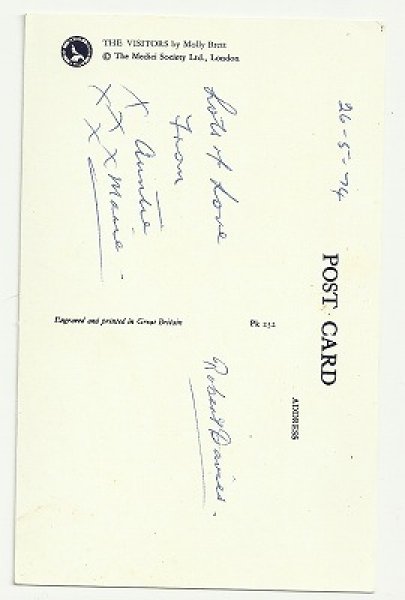 THE VISITORS by Molly Brett
© The Medici Society Ltd., London
26-5-74
POST CARD
Lots of Love
From
X Auntie
X X X Marie.
X X
Engraved and printed in Great Britain
Pk 232
ADDRESS
Robert Davies.